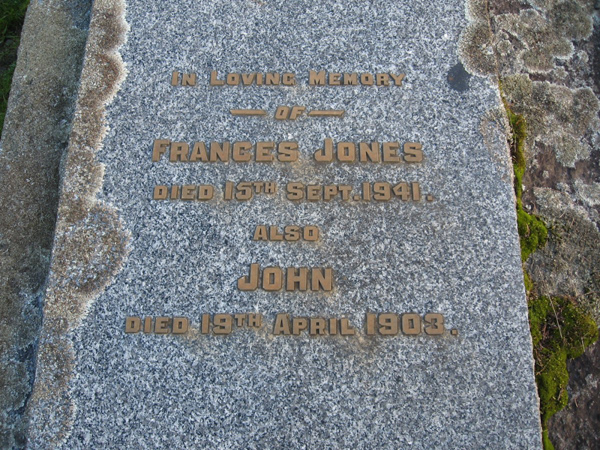 In Loving Memory
— OF —
Frances Jones
DIED 15TH Sept. 1941.
ALSO
John
DIED 19TH April 1903.